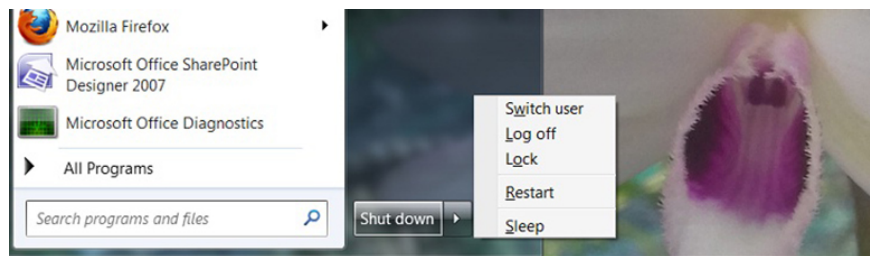 Mozilla Firefox
Microsoft Office SharePoint
Designer 2007
Microsoft Office Diagnostics
All Programs
Search programs and files
Shut down
Switch user
Log off
Lock
Restart
Sleep